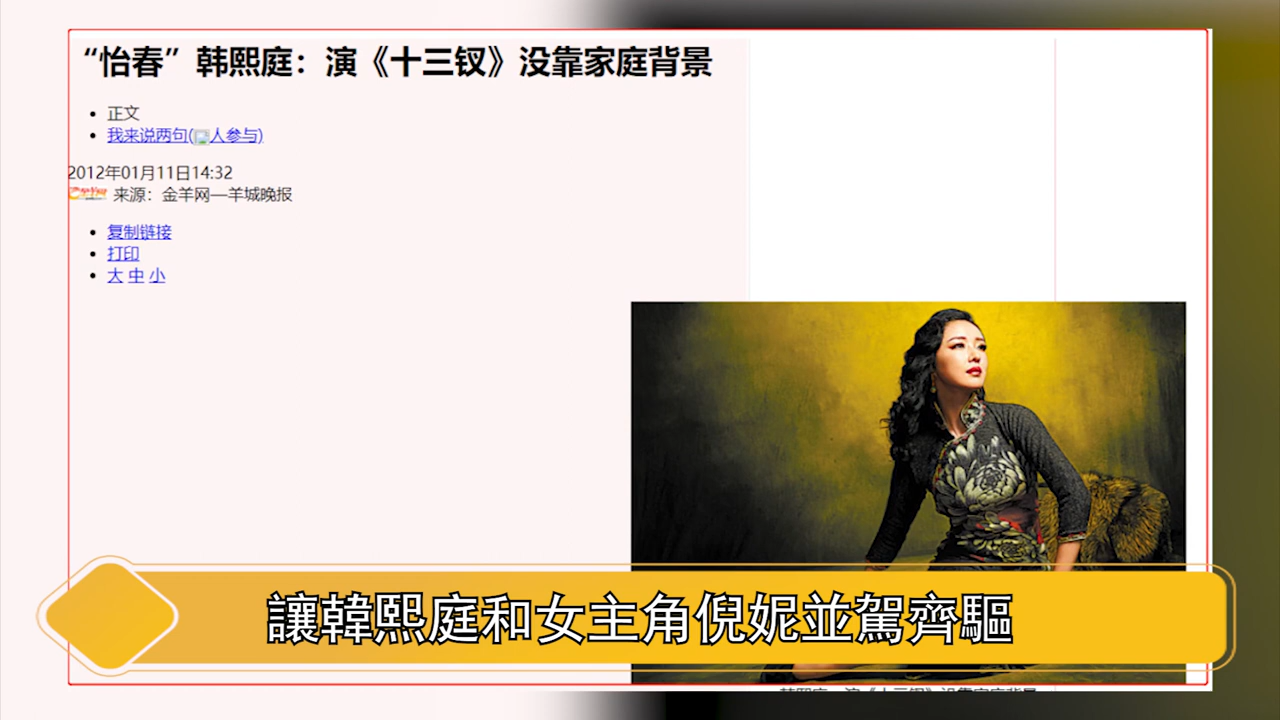 “怡春”韩熙庭：演《十三钗》没靠家庭背景
正文
我来说两句(人参与)
2012年01月11日14:32
来源：金羊网—羊城晚报
复制链接
打印
大 中 小
讓韓熙庭和女主角倪妮並駕齊驅